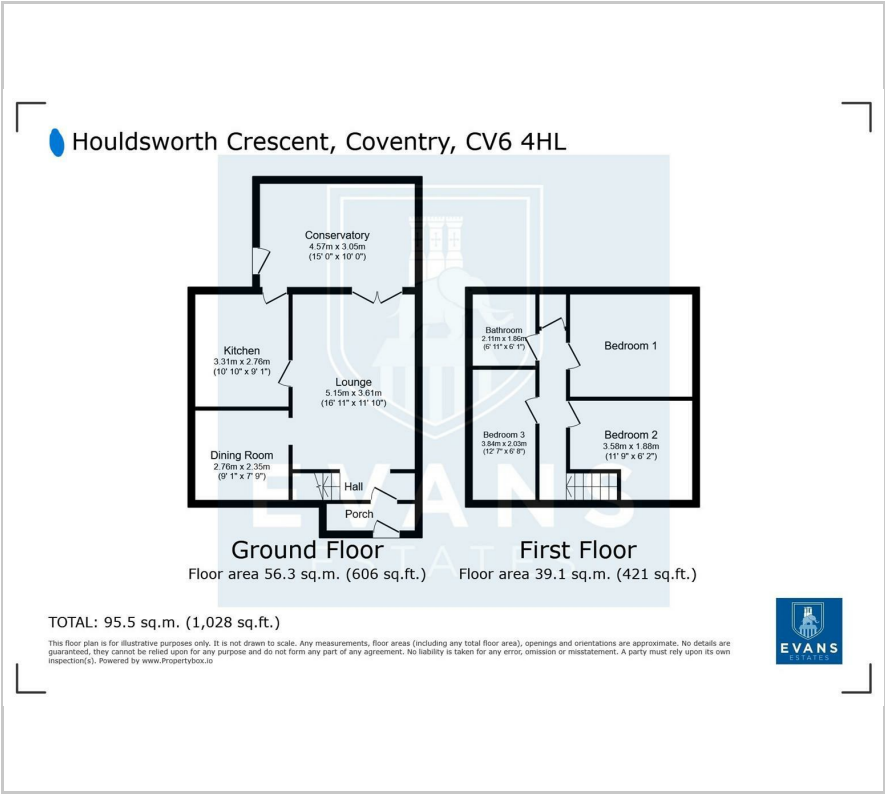 Houldsworth Crescent, Coventry, CV6 4HL
Conservatory
4.57m x 3.05m
(15' 0" x 10' 0")
Kitchen
3.31m x 2.76m
(10' 10" x 9' 1")
Lounge
5.15m x 3.61m
(16' 11" x 11' 10")
Dining Room
2.76m x 2.35m
(9' 1" x 7' 9")
Hall
Porch
Bathroom
2.11m x 1.86m
(6' 11" x 6' 1")
Bedroom 1
Bedroom 3
3.84m x 2.03m
(12' 7" x 6' 8")
Bedroom 2
3.58m x 1.88m
(11' 9" x 6' 2")
EVANS
ESTATES
Ground Floor
Floor area 56.3 sq.m. (606 sq.ft.)
First Floor
Floor area 39.1 sq.m. (421 sq.ft.)
TOTAL: 95.5 sq.m. (1,028 sq.ft.)
This floor plan is for illustrative purposes only. It is not drawn to scale. Any measurements, floor areas (including any total floor area), openings and orientations are approximate. No details are
guaranteed, they cannot be relied upon for any purpose and do not form any part of any agreement. No liability is taken for any error, omission or misstatement. A party must rely upon its own
inspection(s). Powered by www.Propertybox.io
EVANS
ESTATES